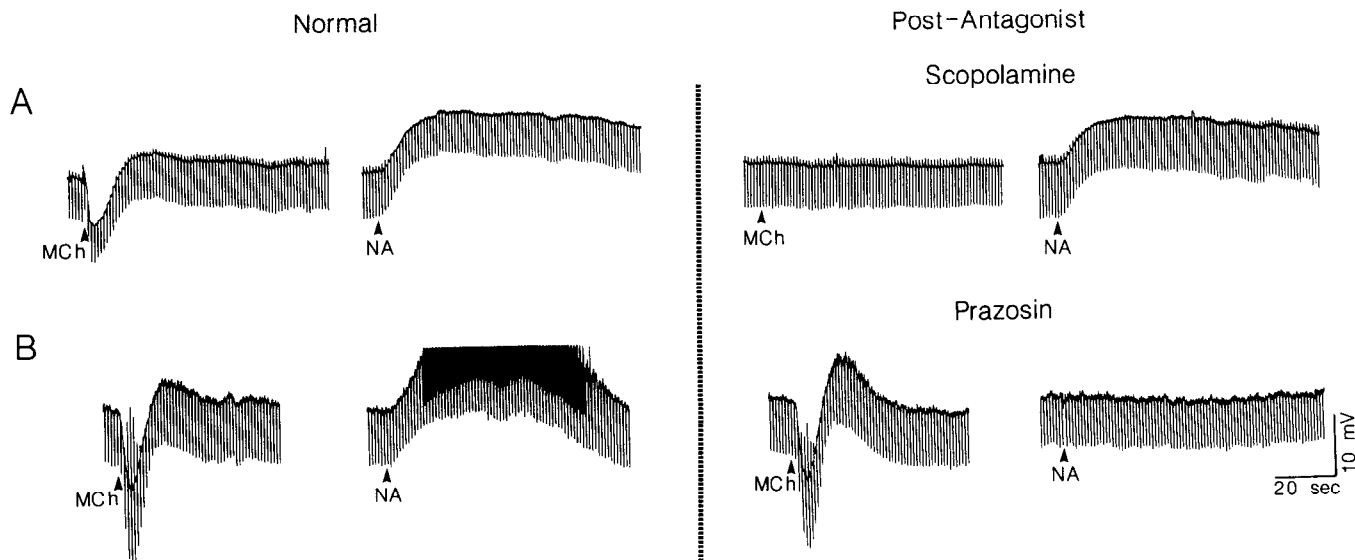 Normal
Post-Antagonist
Scopolamine
A
MCh
NA
MCh
NA
Prazosin
B
MCh
NA
MCh
NA
10 mV
20 sec